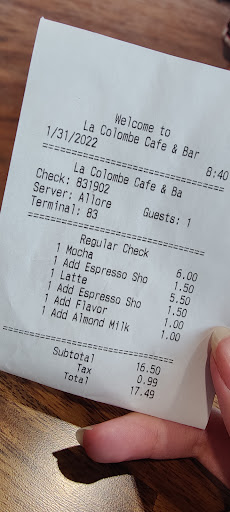 Welcome to
La Colombe Cafe & Bar
1/31/2022 8:40
La Colombe Cafe & Ba
Check: 831902
Server: Allore Guests: 1
Terminal: 83
Regular Check
1 Mocha 6.00
1 Add Espresso Sho 1.50
1 Latte 5.50
1 Add Espresso Sho 1.50
1 Add Flavor 1.00
1 Add Almond Milk 1.00
Subtotal 16.50
Tax 0.99
Total 17.49